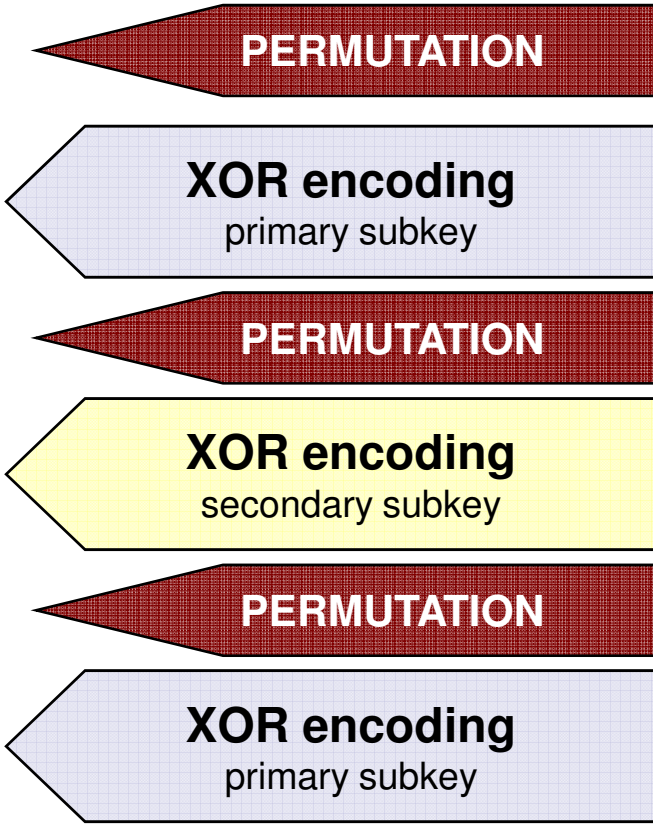 PERMUTATION
XOR encoding
primary subkey
PERMUTATION
XOR encoding
secondary subkey
PERMUTATION
XOR encoding
primary subkey